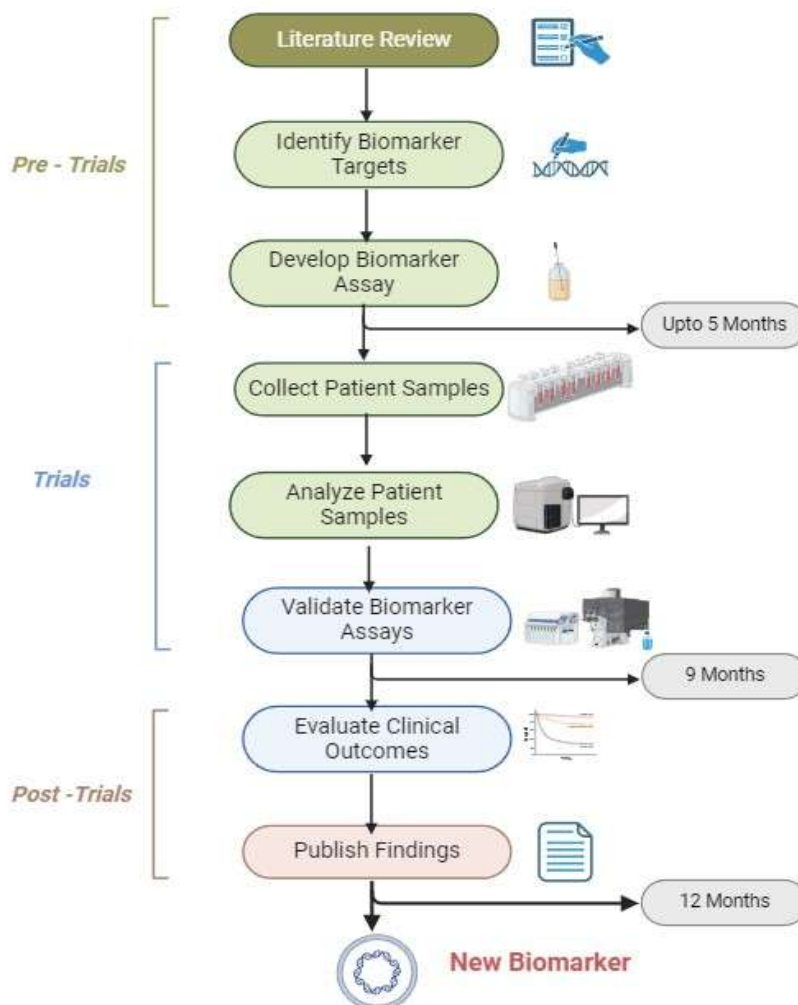 Literature Review
Identify Biomarker
Targets
Pre - Trials
Develop Biomarker
Assay
Upto 5 Months
Collect Patient Samples
Trials
Analyze Patient
Samples
Validate Biomarker
Assays
9 Months
Evaluate Clinical
Outcomes
Post -Trials
Publish Findings
12 Months
New Biomarker